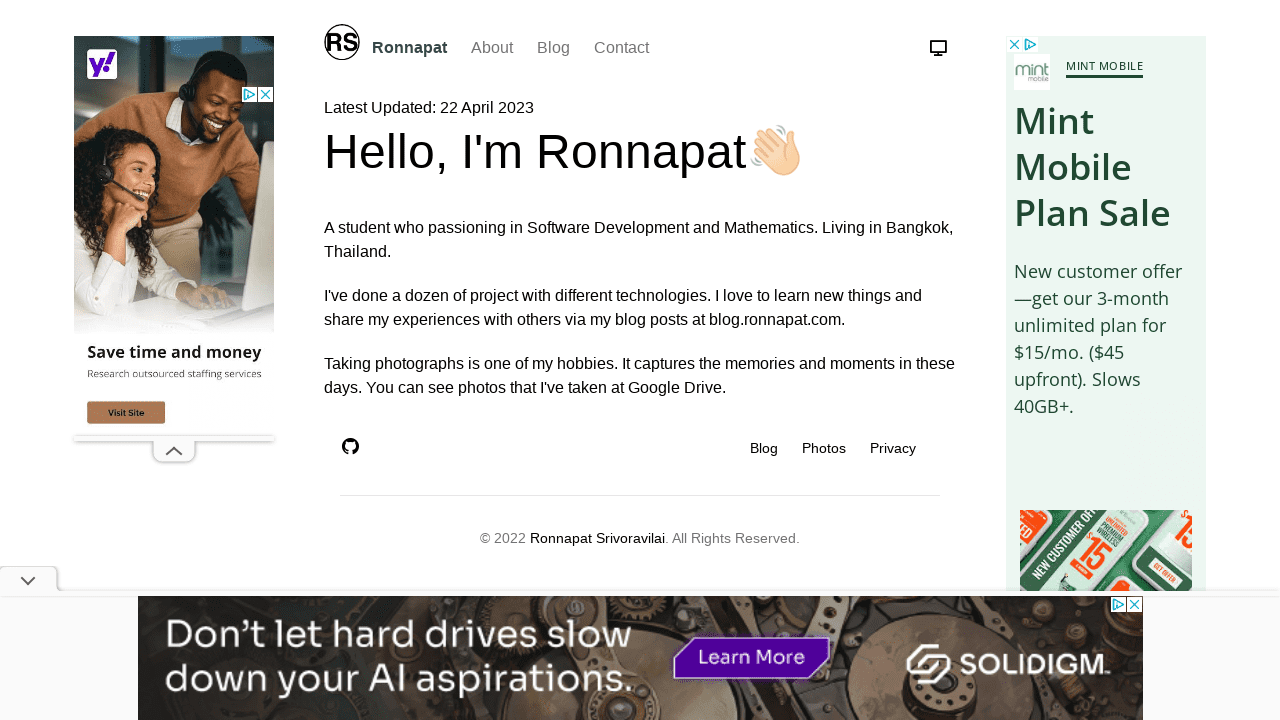 RS
Ronnapat About Blog Contact
Latest Updated: 22 April 2023
Hello, I'm Ronnapat👋🏻
A student who passioning in Software Development and Mathematics. Living in Bangkok,
Thailand.
I've done a dozen of project with different technologies. I love to learn new things and
share my experiences with others via my blog posts at blog.ronnapat.com.
Taking photographs is one of my hobbies. It captures the memories and moments in these
days. You can see photos that I've taken at Google Drive.
Blog Photos Privacy
© 2022 Ronnapat Srivoravilai. All Rights Reserved.
y!
Save time and money
Research outsourced staffing services
Visit Site
mint
mobile
MINT MOBILE
Mint
Mobile
Plan Sale
New customer offer
—get our 3-month
unlimited plan for
$15/mo. ($45
upfront). Slows
40GB+.
NEW CUSTOMER OFFER
UNLIMITED
PREMIUM
WIRELESS
$15
GET OFFER
Don't let hard drives slow
down your AI aspirations.
Learn More
SOLIDIGM